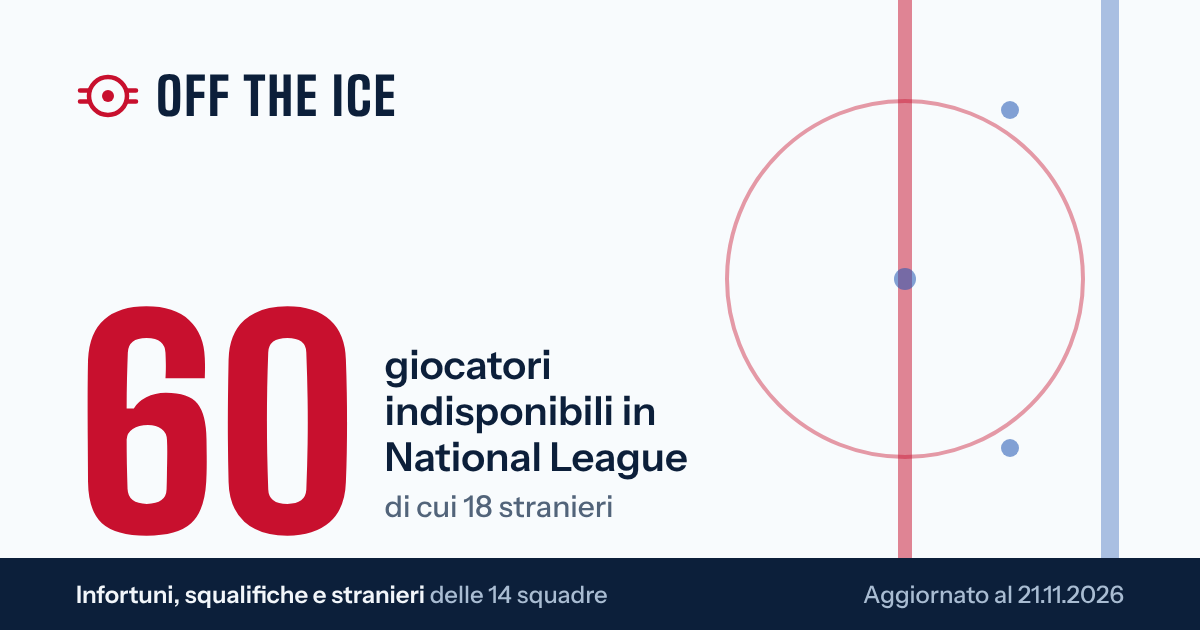 OFF THE ICE
60
giocatori
indisponibili in
National League
di cui 18 stranieri
Infortuni, squalifiche e stranieri delle 14 squadre
Aggiornato al 21.11.2026